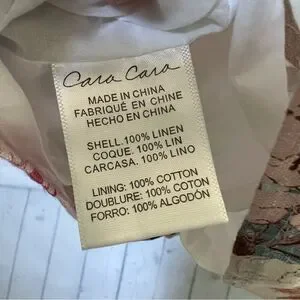 Cara Cara
MADE IN CHINA
FABRIQUÉ EN CHINE
HECHO EN CHINA
SHELL:100% LINEN
COQUE. 100% LIN
CARCASA. 100% LINO
LINING: 100% COTTON
DOUBLURE: 100% COTON
FORRO: 100% ALGODÓN